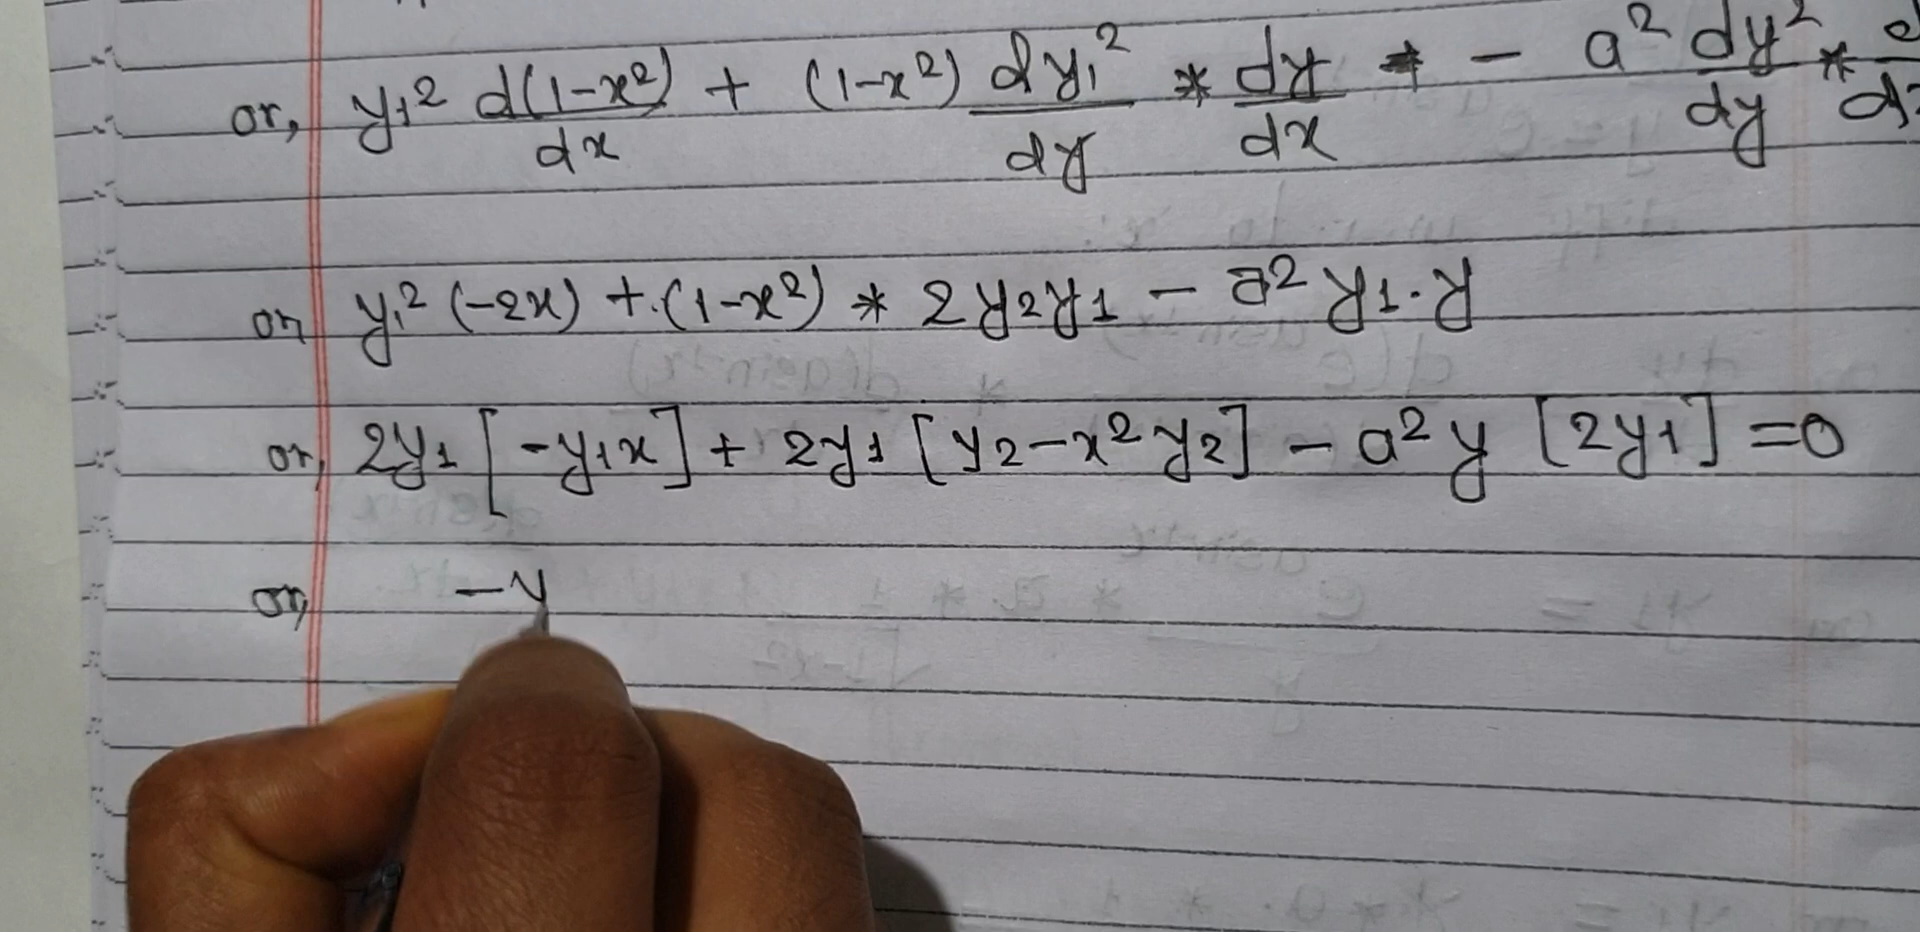 or, y₁² d(1-x²)/dx + (1-x²) dy₁²/dy * dy/dx - a² dy²/dy *
or, y₁² (-2x) + (1-x²) * 2y₂y₁ - a² 2y₁·y
or, 2y₁ [-y₁x] + 2y₁ [y₂-x²y₂] - a²y [2y₁] =0
or, -y